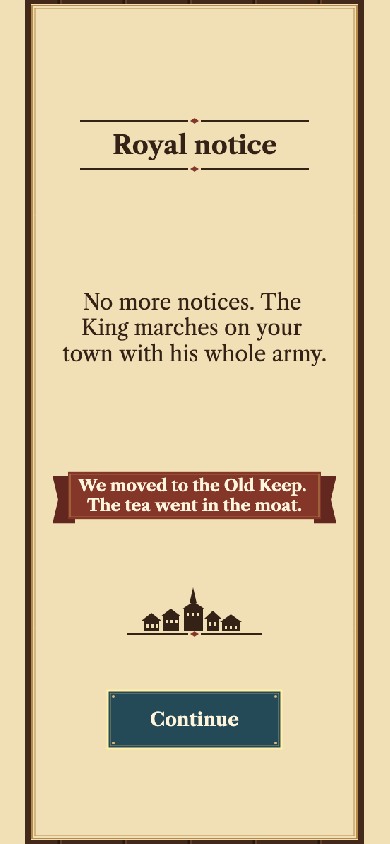 Royal notice
No more notices. The
King marches on your
town with his whole army.
We moved to the Old Keep.
The tea went in the moat.
Continue